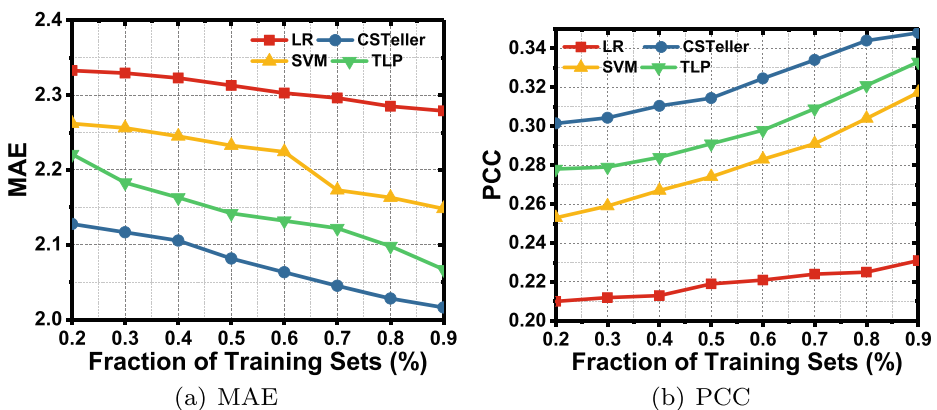 2.4
2.3
2.2
2.1
2.0
MAE
LR CSTeller
SVM TLP
0.2 0.3 0.4 0.5 0.6 0.7 0.8 0.9
Fraction of Training Sets (%)
(a) MAE
0.34
0.32
0.30
0.28
0.26
0.24
0.22
0.20
PCC
LR CSTeller
SVM TLP
0.2 0.3 0.4 0.5 0.6 0.7 0.8 0.9
Fraction of Training Sets (%)
(b) PCC